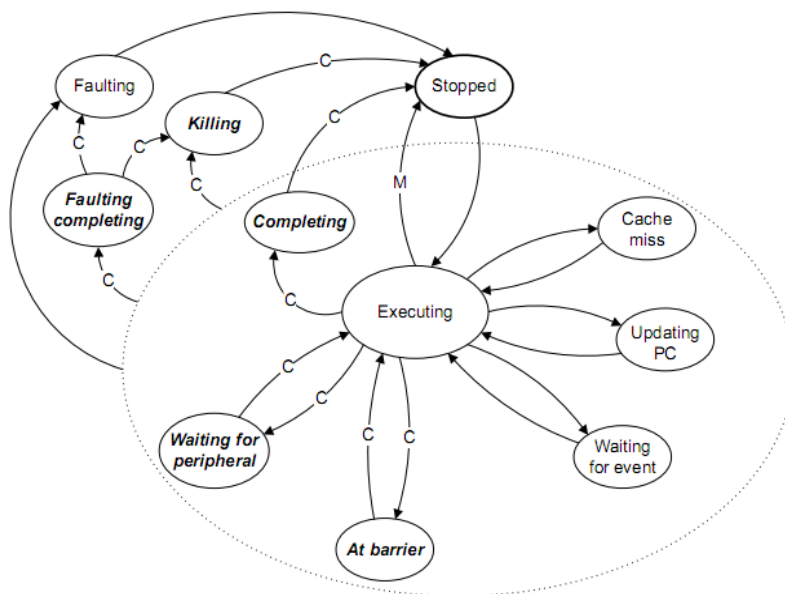 C
Faulting
Stopped
C
Killing
C
C
C
M
Faulting
completing
Completing
Cache
miss
C
C
Executing
Updating
PC
C
C
Waiting for
peripheral
C
C
Waiting
for event
At barrier